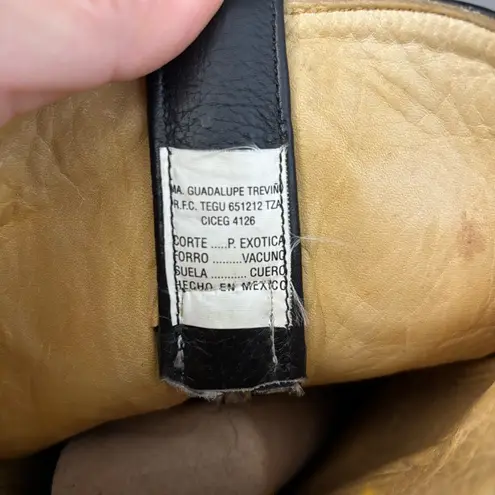 MA. GUADALUPE TREVIÑO
R.F.C. TEGU 651212 TZA
CICEG 4126
CORTE .....P. EXOTICA
FORRO .........VACUNO
SUELA ........... CUERO
HECHO EN MEXICO